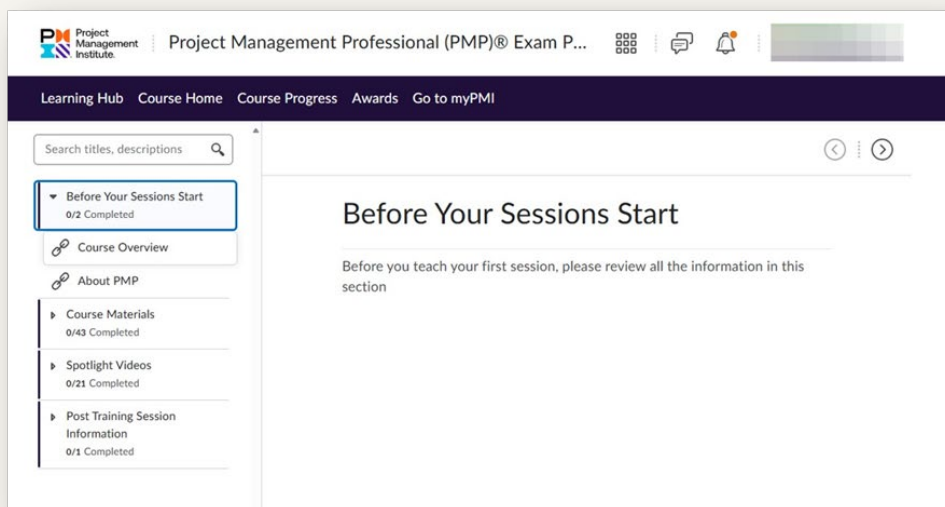 Project
Management
Institute.
Project Management Professional (PMP)® Exam P...
Learning Hub Course Home Course Progress Awards Go to myPMI
Search titles, descriptions
Before Your Sessions Start
0/2 Completed
Course Overview
About PMP
Course Materials
0/43 Completed
Spotlight Videos
0/21 Completed
Post Training Session
Information
0/1 Completed
Before Your Sessions Start
Before you teach your first session, please review all the information in this
section